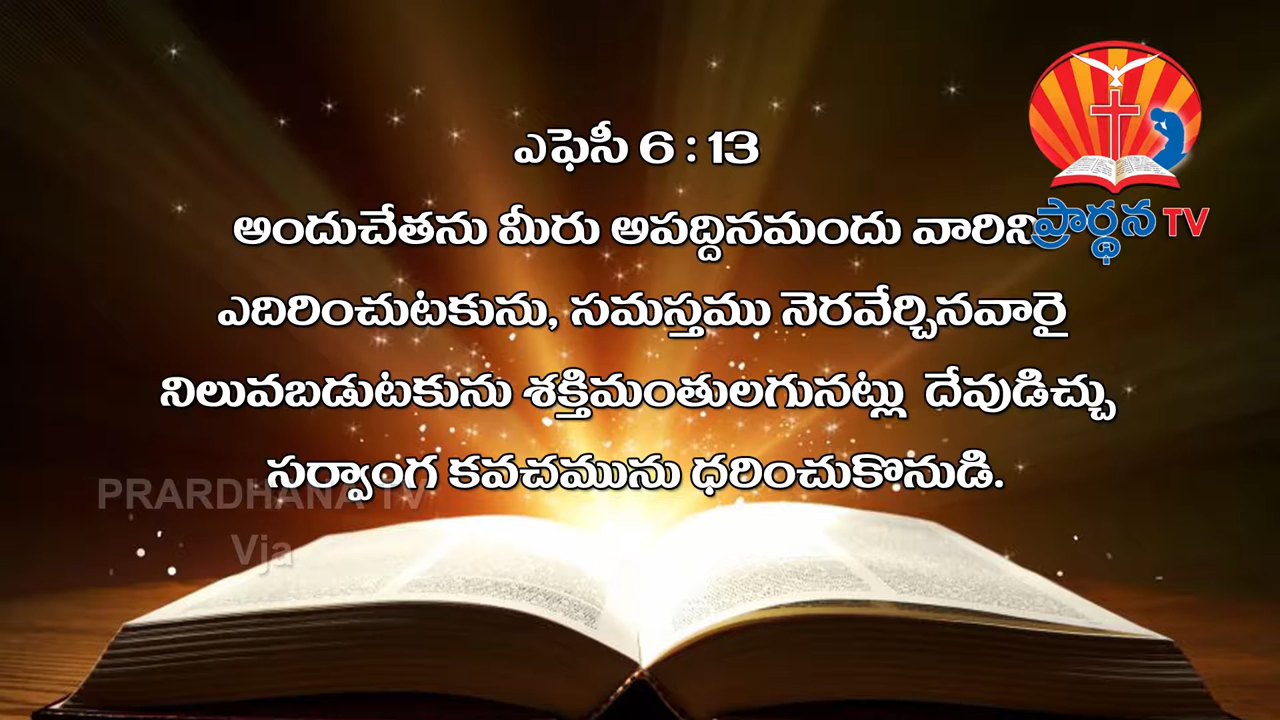 ఎఫెసీ 6 : 13
అందుచేతను మీరు అపద్దినమందు వారిని
ఎదిరించుటకును, సమస్తము నెరవేర్చినవారై
నిలువబడుటకును శక్తిమంతులగునట్లు దేవుడిచ్చు
సర్వాంగ కవచమును ధరించుకొనుడి.
ప్రార్థన TV
PRARDHANA TV
Vja